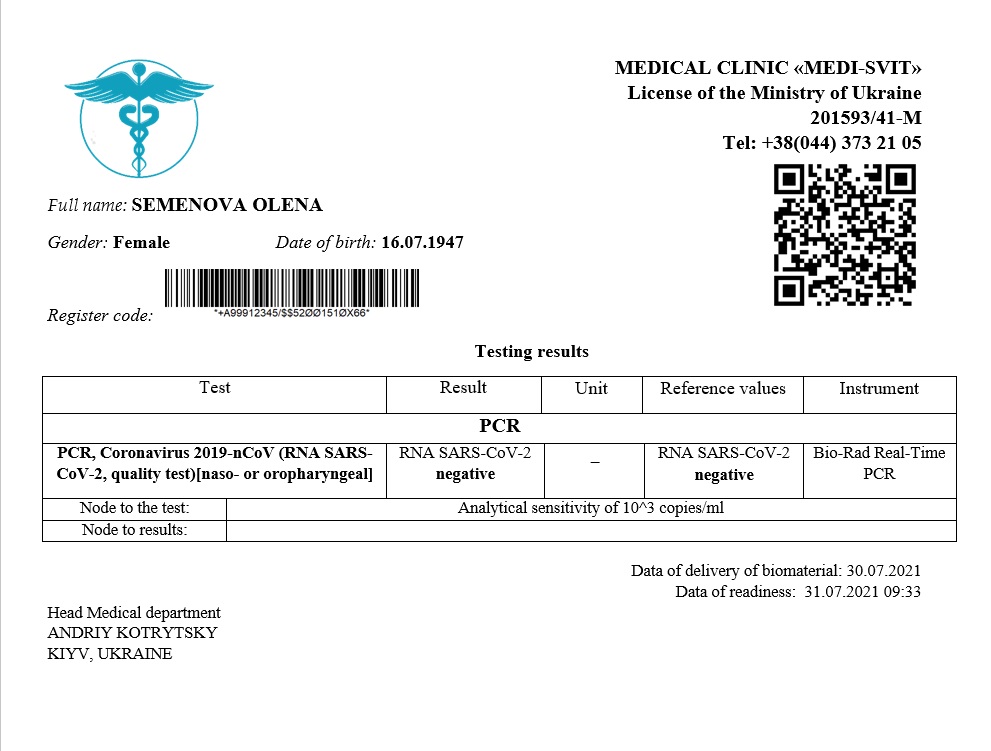 MEDICAL CLINIC «MEDI-SVIT»
License of the Ministry of Ukraine
201593/41-M
Tel: +38(044) 373 21 05
Full name: SEMENOVA OLENA
Gender: Female Date of birth: 16.07.1947
Register code:
*+A99912345/$$52ØØ151ØX66*
Testing results
Test Result Unit Reference values Instrument
PCR
PCR, Coronavirus 2019-nCoV (RNA SARS- RNA SARS-CoV-2 – RNA SARS-CoV-2 Bio-Rad Real-Time
CoV-2, quality test)[naso- or oropharyngeal] negative negative PCR
Node to the test: Analytical sensitivity of 10^3 copies/ml
Node to results:
Data of delivery of biomaterial: 30.07.2021
Data of readiness: 31.07.2021 09:33
Head Medical department
ANDRIY KOTRYTSKY
KIYV, UKRAINE